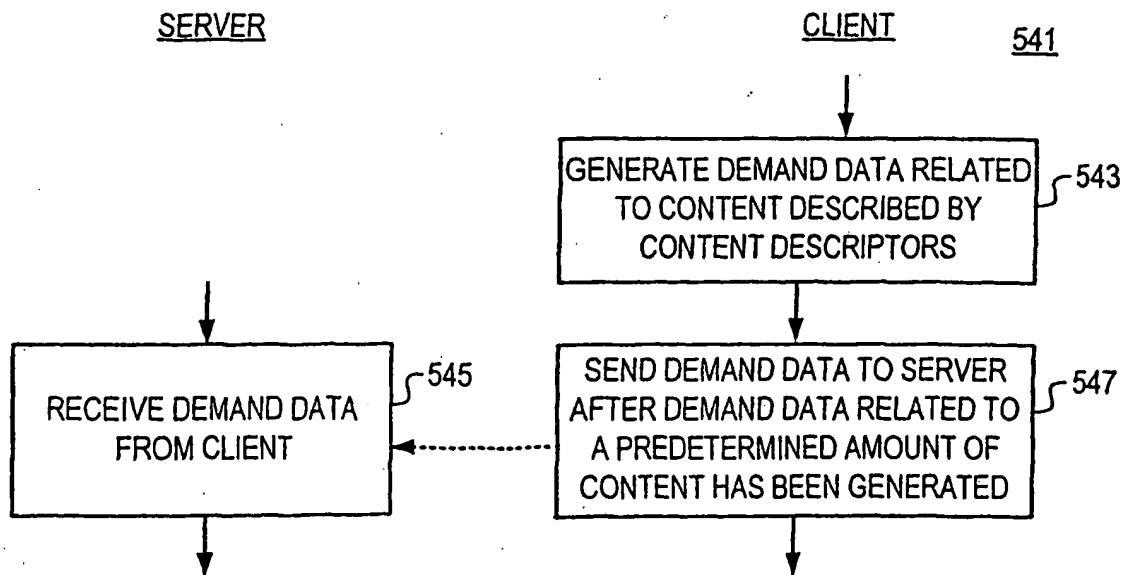 SERVER
CLIENT
541
GENERATE DEMAND DATA RELATED
TO CONTENT DESCRIBED BY
CONTENT DESCRIPTORS
543
RECEIVE DEMAND DATA
FROM CLIENT
545
SEND DEMAND DATA TO SERVER
AFTER DEMAND DATA RELATED TO
A PREDETERMINED AMOUNT OF
CONTENT HAS BEEN GENERATED
547